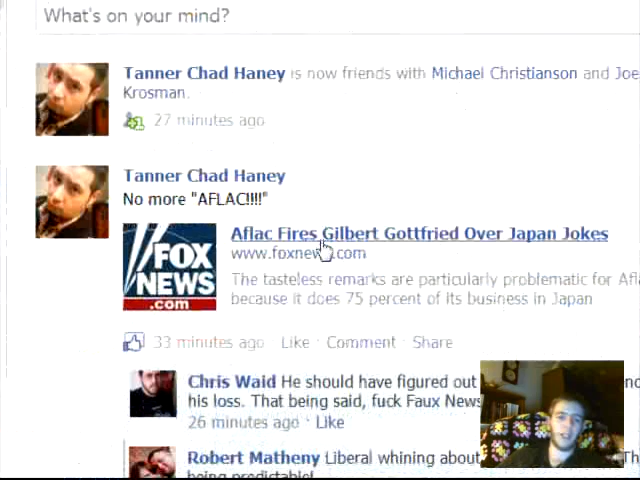 What's on your mind?
Tanner Chad Haney is now friends with Michael Christianson and Joe
Krosman.
27 minutes ago
Tanner Chad Haney
No more "AFLAC!!!!"
FOX
NEWS
.com
Aflac Fires Gilbert Gottfried Over Japan Jokes
www.foxnews.com
The tasteless remarks are particularly problematic for Afl
because it does 75 percent of its business in Japan
33 minutes ago Like · Comment · Share
Chris Waid He should have figured out
his loss. That being said, fuck Faux News
26 minutes ago · Like
Robert Matheny Liberal whining about
being predictable!